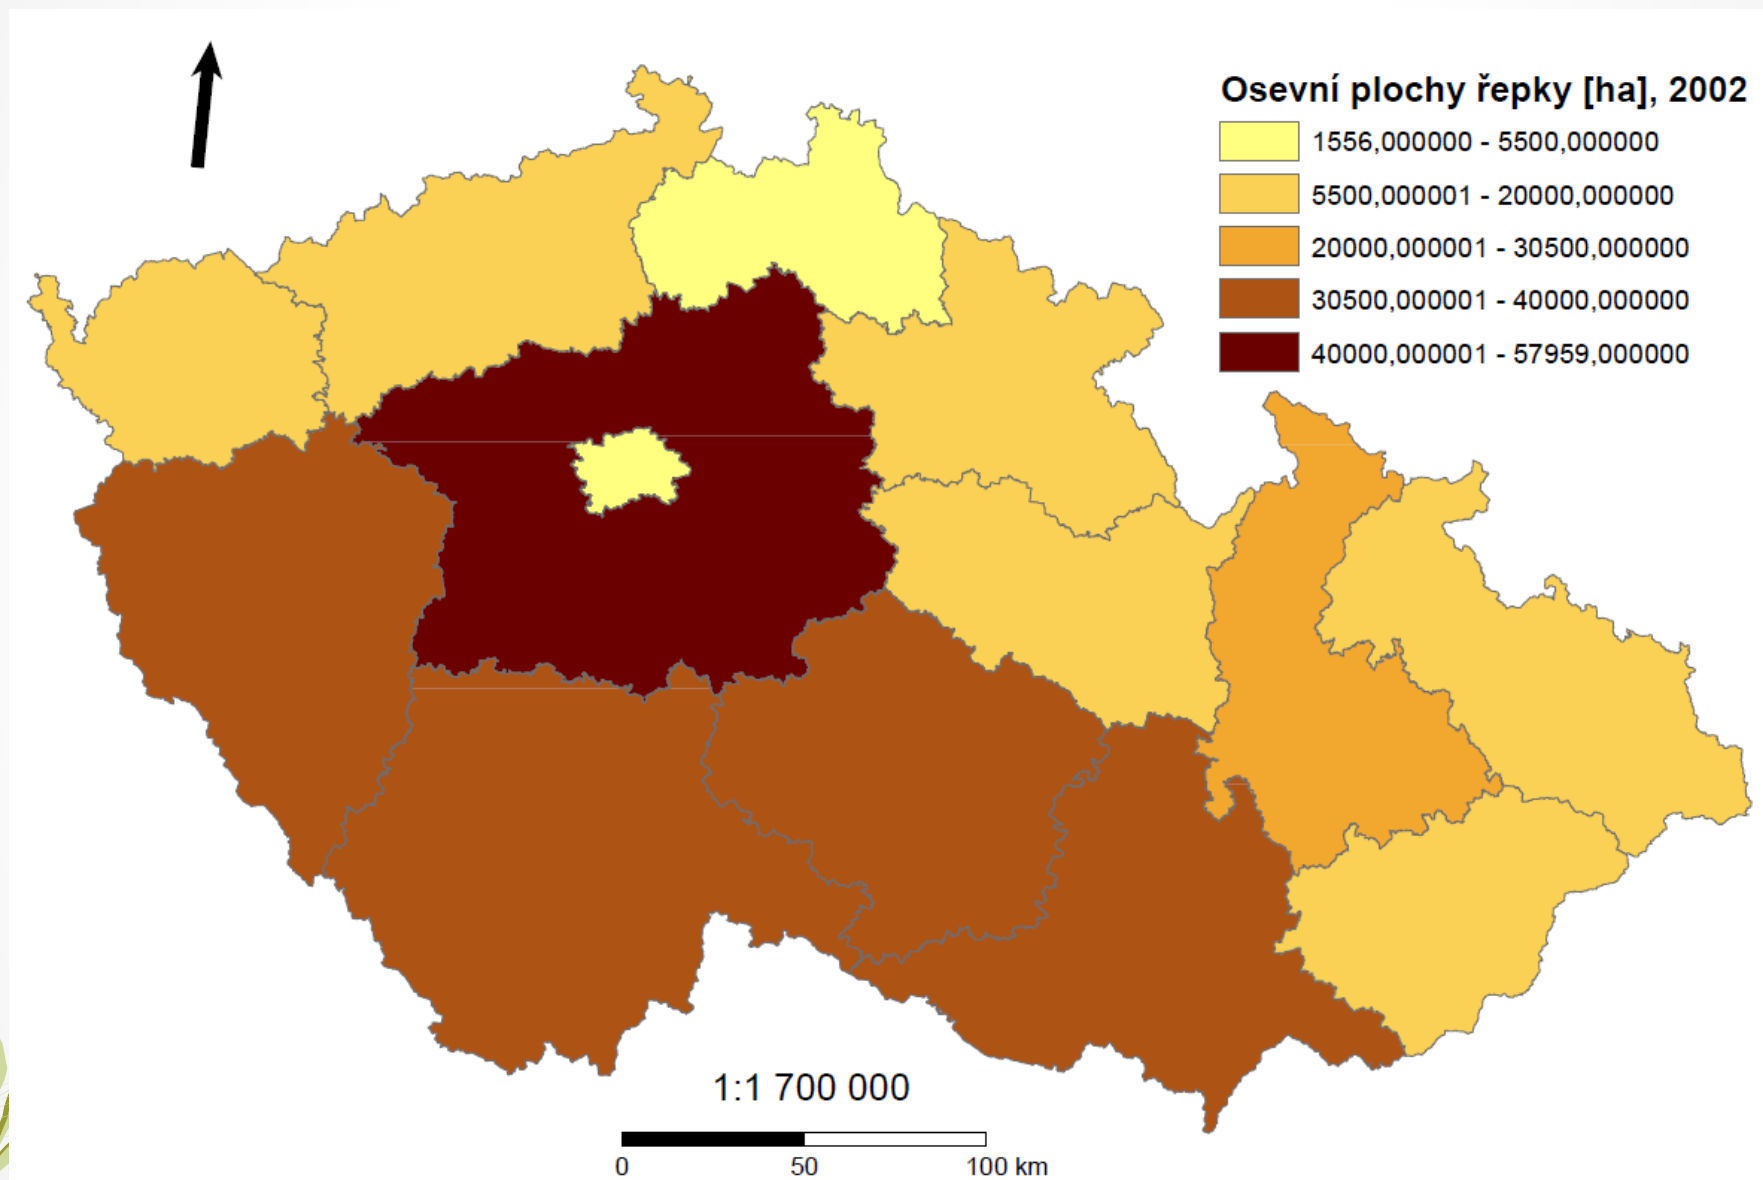 Osevní plochy řepky [ha], 2002
1556,000000 - 5500,000000
5500,000001 - 20000,000000
20000,000001 - 30500,000000
30500,000001 - 40000,000000
40000,000001 - 57959,000000
1:1 700 000
0 50 100 km